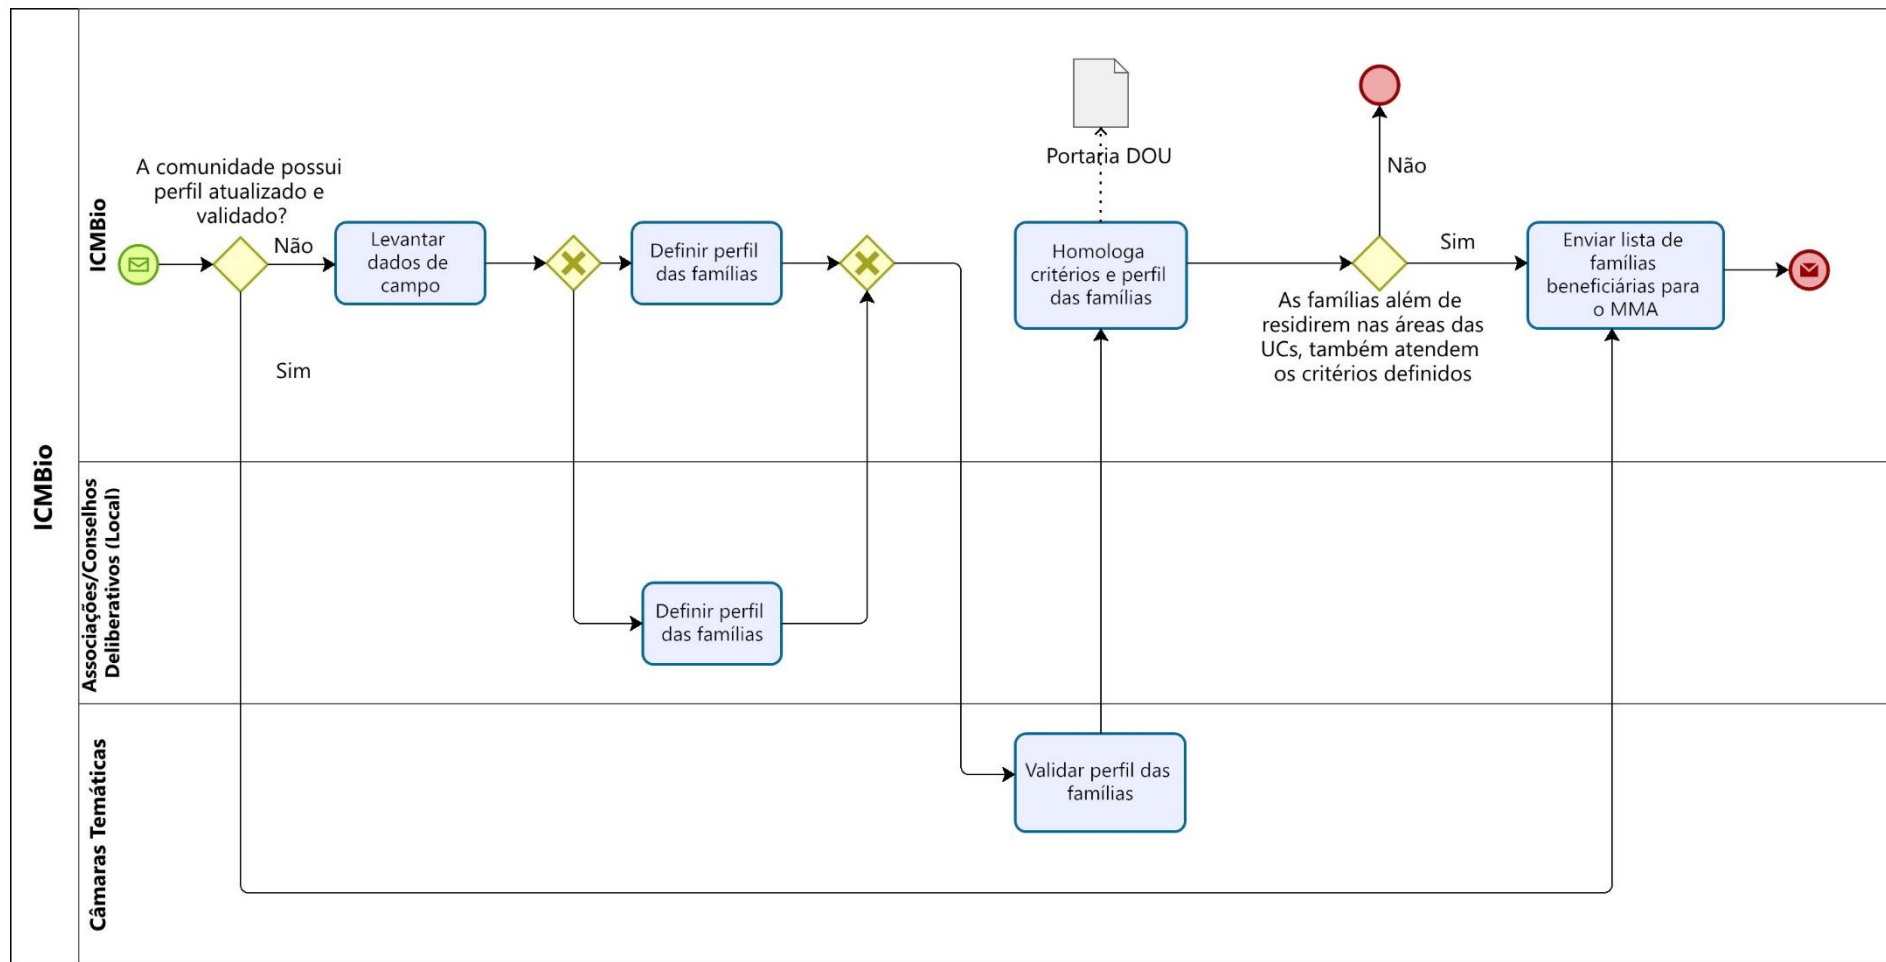 ICMBio
ICMBio
A comunidade possui
perfil atualizado e
validado?
Não
Sim
Levantar
dados de
campo
Definir perfil
das famílias
Portaria DOU
Homologa
critérios e perfil
das famílias
Não
Sim
As famílias além de
residirem nas áreas das
UCs, também atendem
os critérios definidos
Enviar lista de
famílias
beneficiárias para
o MMA
Associações/Conselhos
Deliberativos (Local)
Definir perfil
das famílias
Câmaras Temáticas
Validar perfil das
famílias